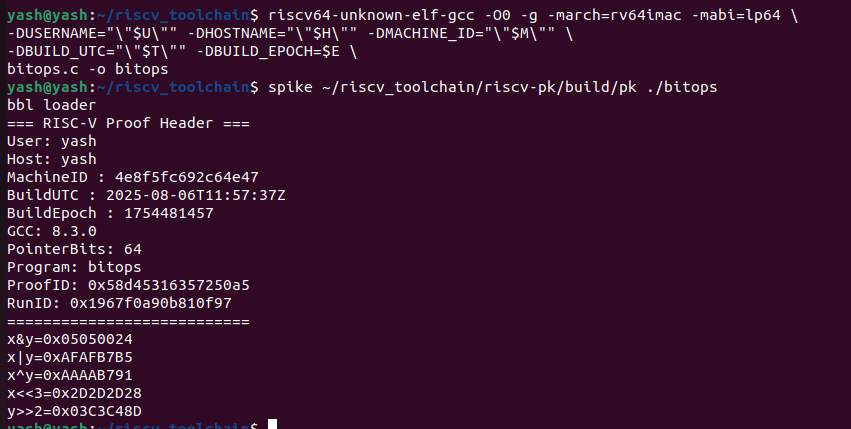 yash@yash:~/riscv_toolchain$ riscv64-unknown-elf-gcc -O0 -g -march=rv64imac -mabi=lp64 \
-DUSERNAME="\"$U\"" -DHOSTNAME="\"$H\"" -DMACHINE_ID="\"$M\"" \
-DBUILD_UTC="\"$T\"" -DBUILD_EPOCH=$E \
bitops.c -o bitops
yash@yash:~/riscv_toolchain$ spike ~/riscv_toolchain/riscv-pk/build/pk ./bitops
bbl loader
=== RISC-V Proof Header ===
User: yash
Host: yash
MachineID : 4e8f5fc692c64e47
BuildUTC : 2025-08-06T11:57:37Z
BuildEpoch : 1754481457
GCC: 8.3.0
PointerBits: 64
Program: bitops
ProofID: 0x58d45316357250a5
RunID: 0x1967f0a90b810f97
===========================
x&y=0x05050024
x|y=0xAFAFB7B5
x^y=0xAAAAB791
x<<3=0x2D2D2D28
y>>2=0x03C3C48D
yash@yash:~/riscv_toolchain$